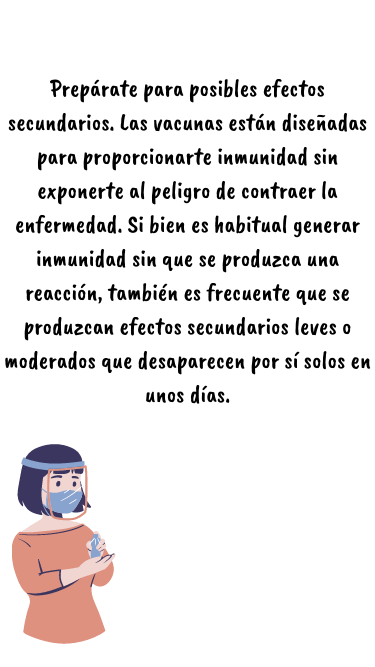 Prepárate para posibles efectos
secundarios. Las vacunas están diseñadas
para proporcionarte inmunidad sin
exponerte al peligro de contraer la
enfermedad. Si bien es habitual generar
inmunidad sin que se produzca una
reacción, también es frecuente que se
produzcan efectos secundarios leves o
moderados que desaparecen por sí solos en
unos días.